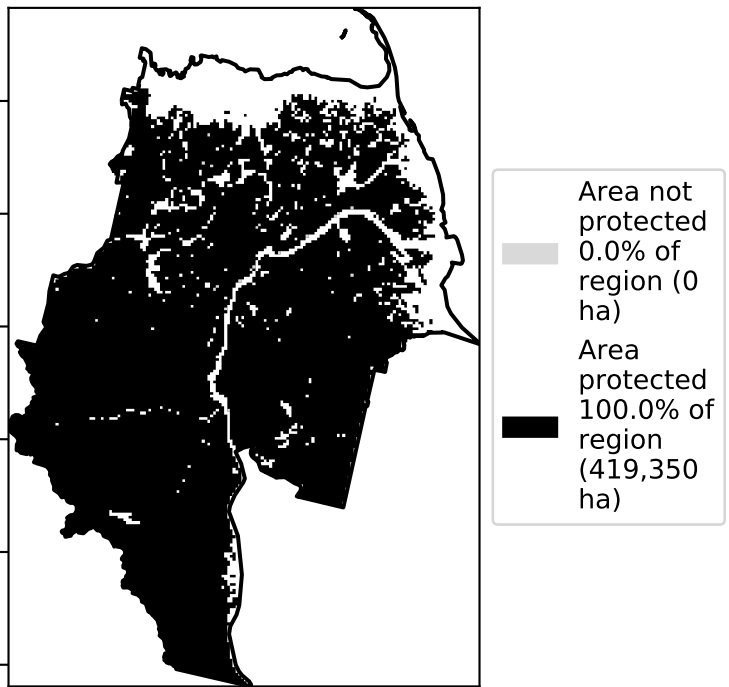 Area not
protected
0.0% of
region (0
ha)
Area
protected
100.0% of
region
(419,350
ha)